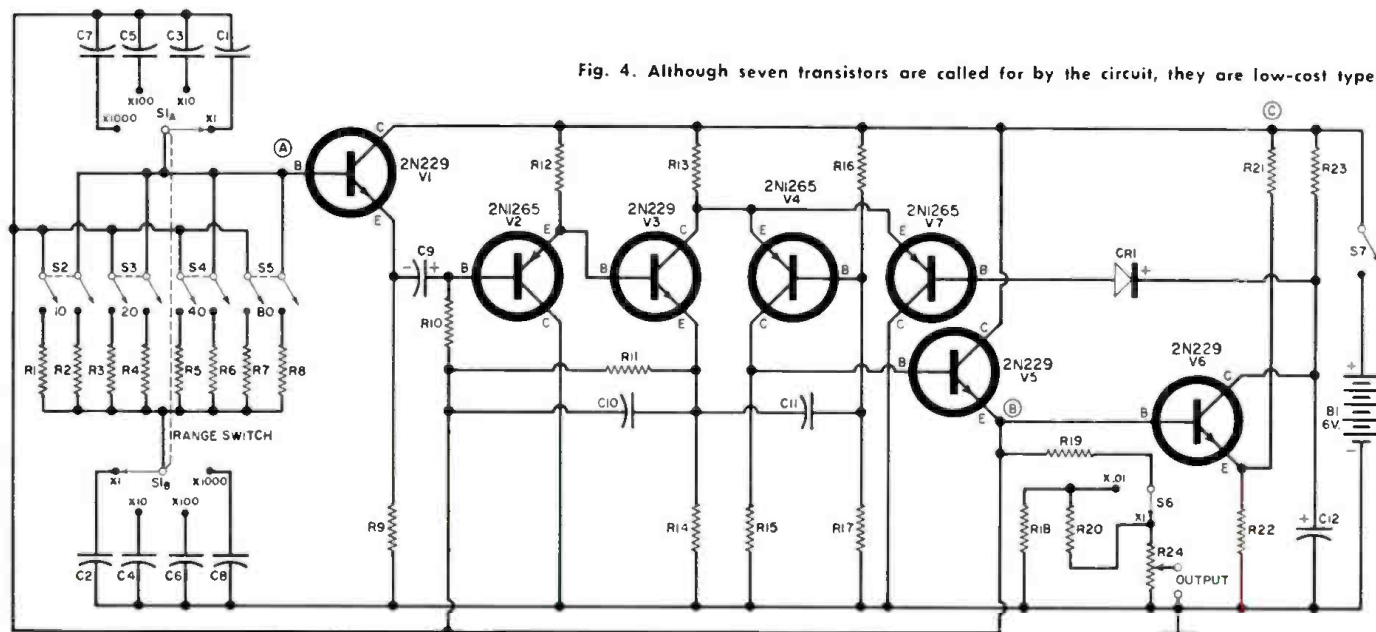 Fig. 4. Although seven transistors are called for by the circuit, they are low-cost type
C7 C5 C3 C1
X1000 X100 X10 X1
S1A
A
B C E
2N229
V1
R12 R13 R16
C
R21 R23
2N1265
V2
2N229
V3
2N1265
V4
2N1265
V7
S7
S2 S3 S4 S5
10 20 40 80
R1 R2 R3 R4 R5 R6 R7 R8
C9
- +
B E C
B C E
E B C
E B C
CR1 +
R10
R11
C10 C11
B C E
2N229
V5
B
2N229
V6
B C E
+
B1
6V.
-
RANGE SWITCH
X1 S1B X1000
X10 X100
C2 C4 C6 C8
R9 R14 R15 R17
R19
X.01
S6
X1
R18 R20 R24
OUTPUT
R22
+ C12